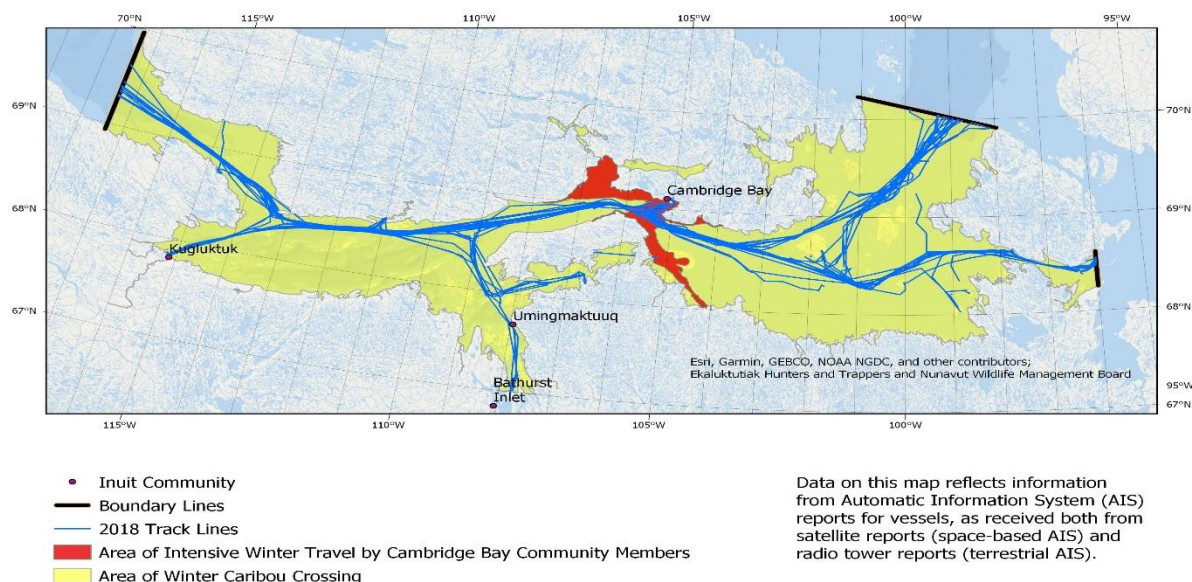 70°N 115°W 110°W 105°W 100°W 95°W
69°N
70°N
Cambridge Bay
68°N
69°N
Kugluktuk
67°N
68°N
Umingmaktuuq
Esri, Garmin, GEBCO, NOAA NGDC, and other contributors;
Ekaluktutiak Hunters and Trappers and Nunavut Wildlife Management Board
Bathurst
Inlet
95°W
67°N
115°W 110°W 105°W 100°W
Inuit Community
Boundary Lines
2018 Track Lines
Area of Intensive Winter Travel by Cambridge Bay Community Members
Area of Winter Caribou Crossing
Data on this map reflects information
from Automatic Information System (AIS)
reports for vessels, as received both from
satellite reports (space-based AIS) and
radio tower reports (terrestrial AIS).